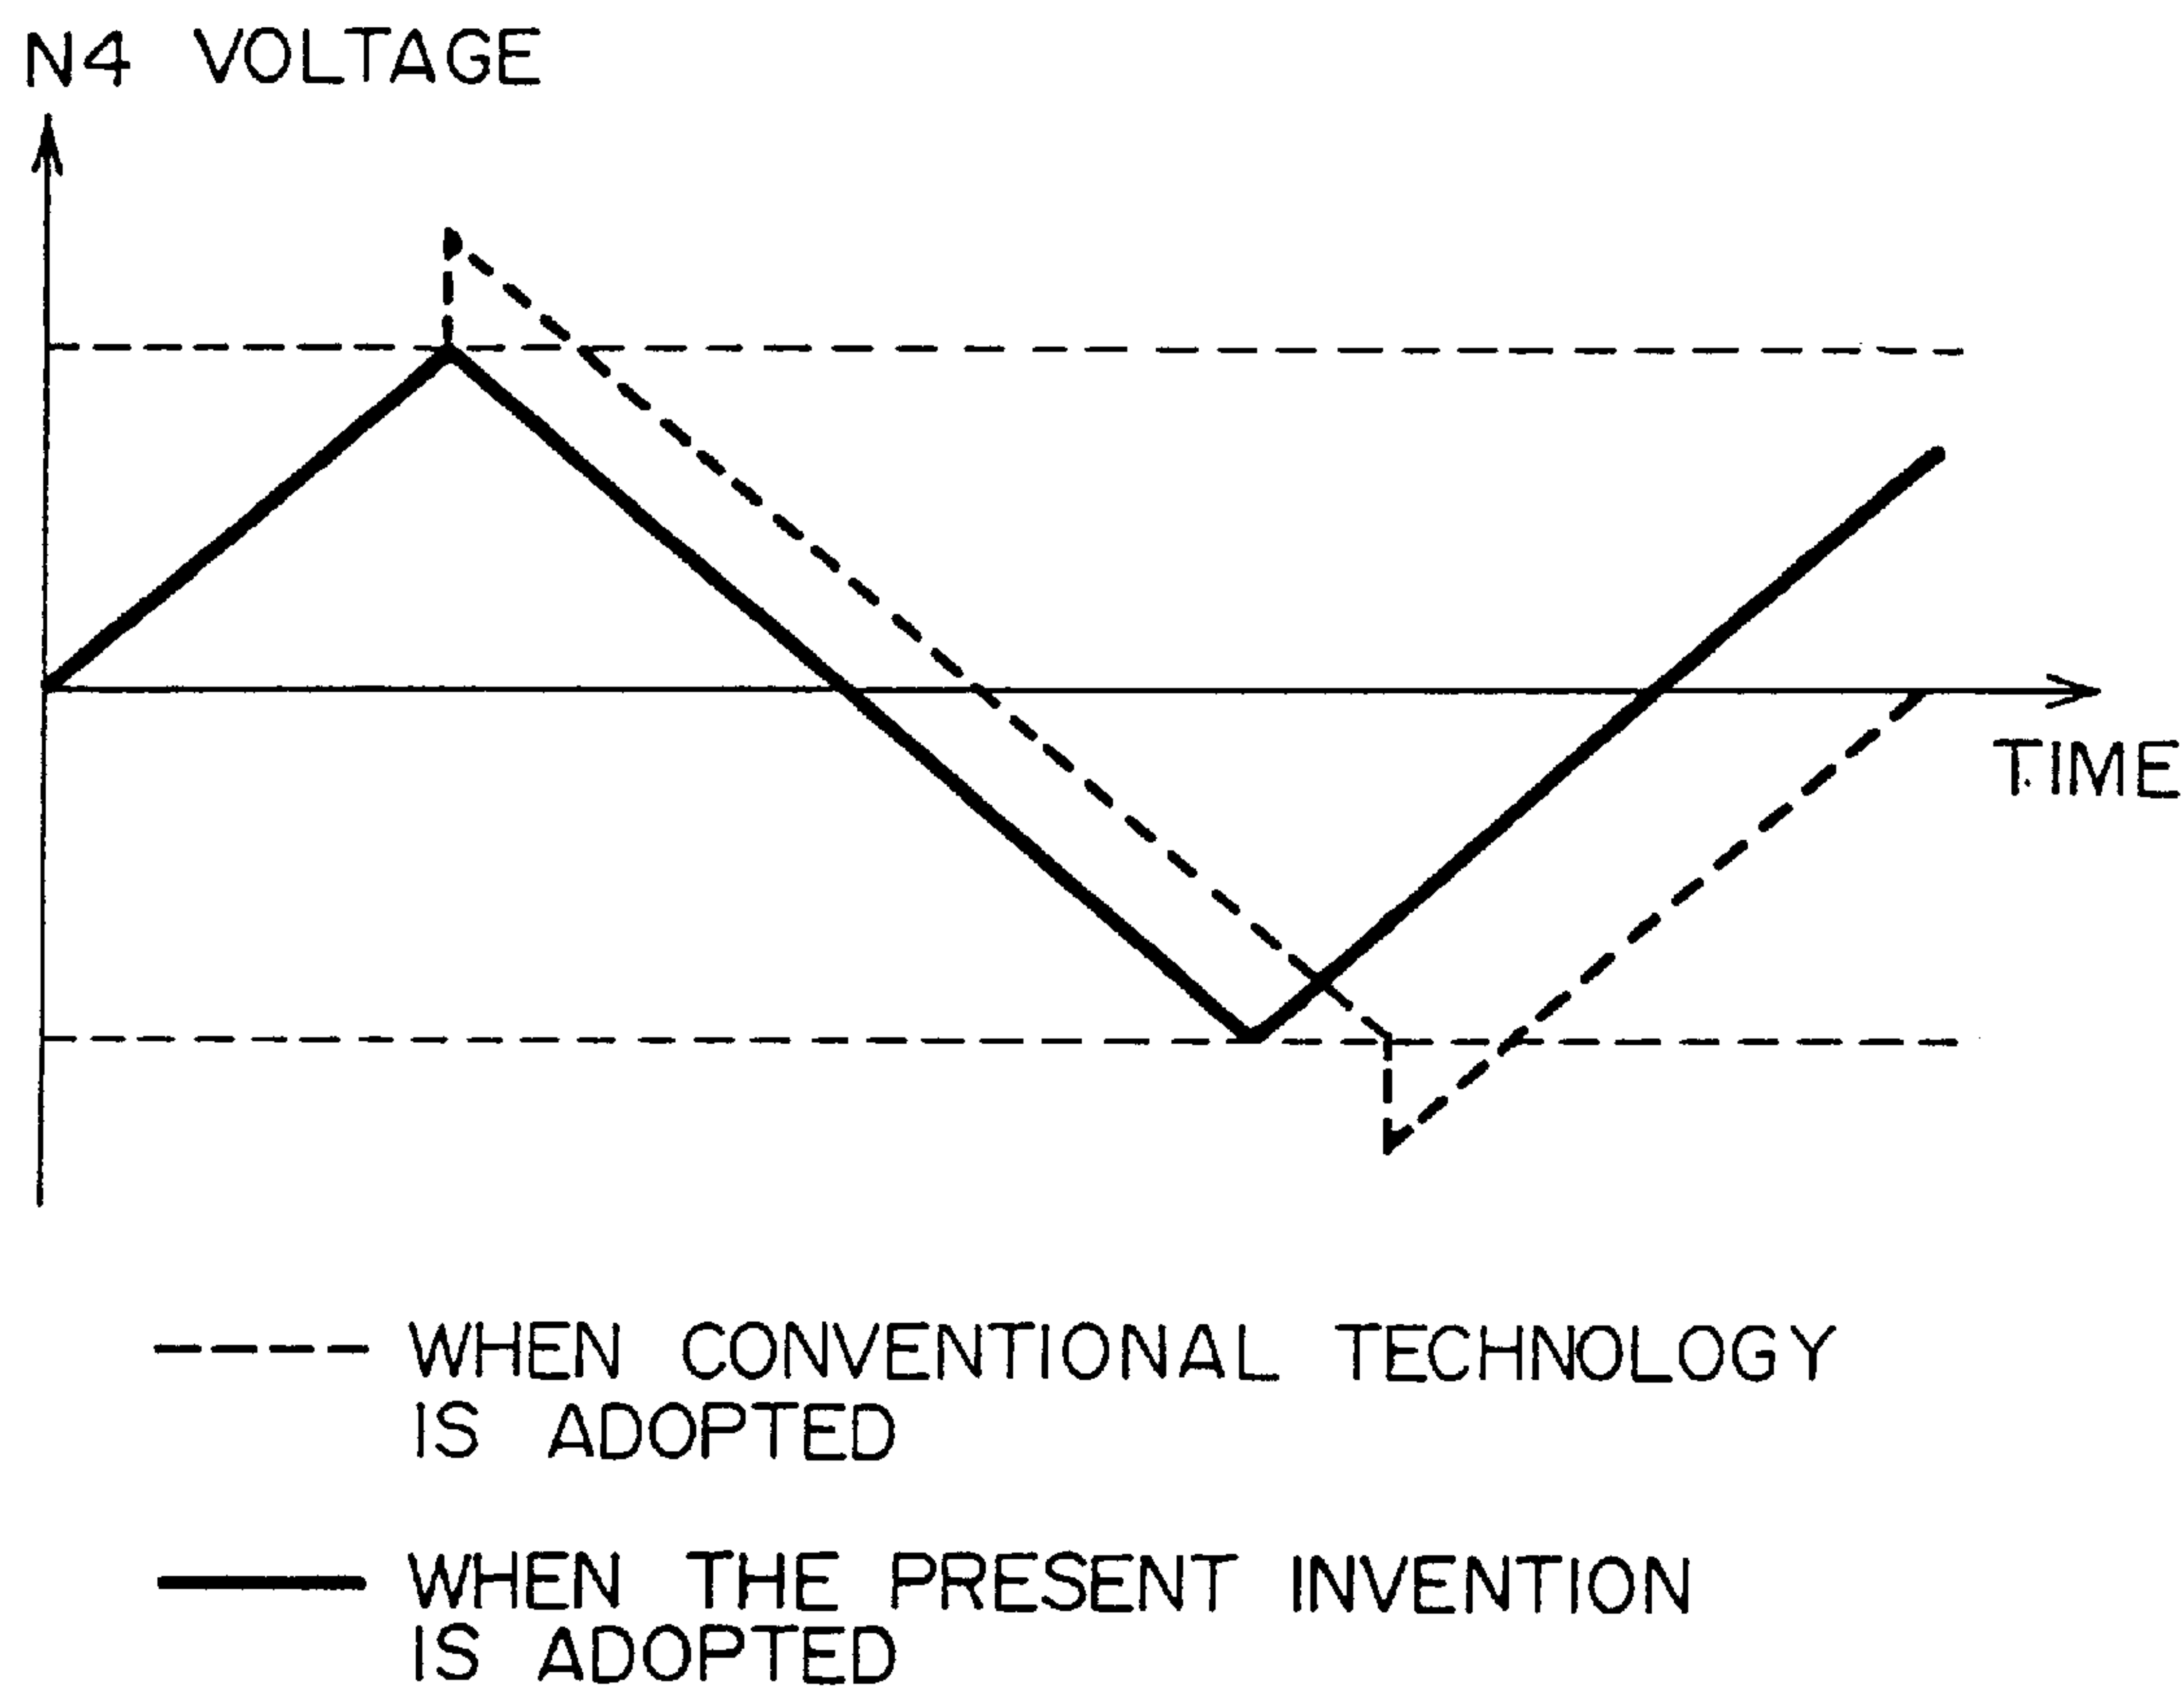 N4 VOLTAGE
TIME
WHEN CONVENTIONAL TECHNOLOGY
IS ADOPTED
WHEN THE PRESENT INVENTION
IS ADOPTED